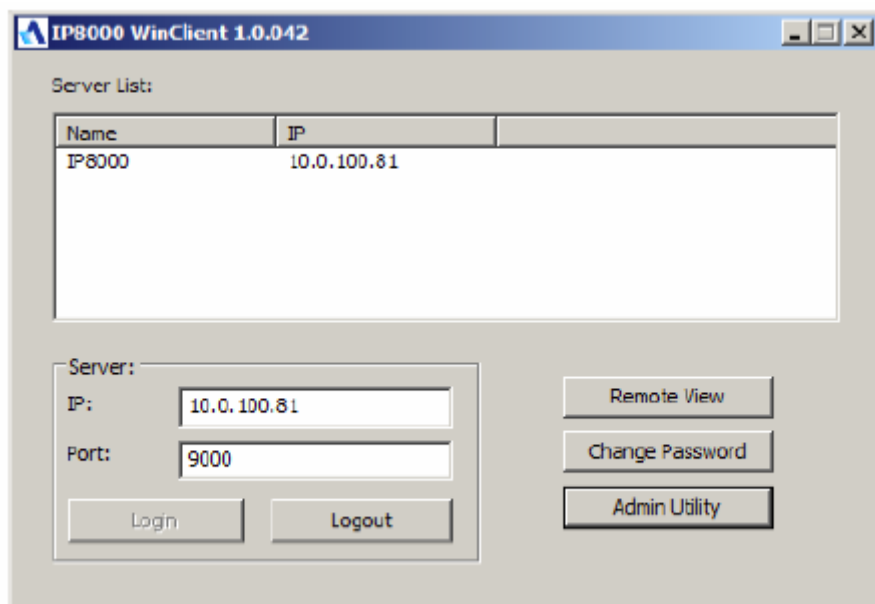 IP8000 WinClient 1.0.042
Server List:
Name IP
IP8000 10.0.100.81
Server:
IP: 10.0.100.81
Port: 9000
Login Logout
Remote View
Change Password
Admin Utility